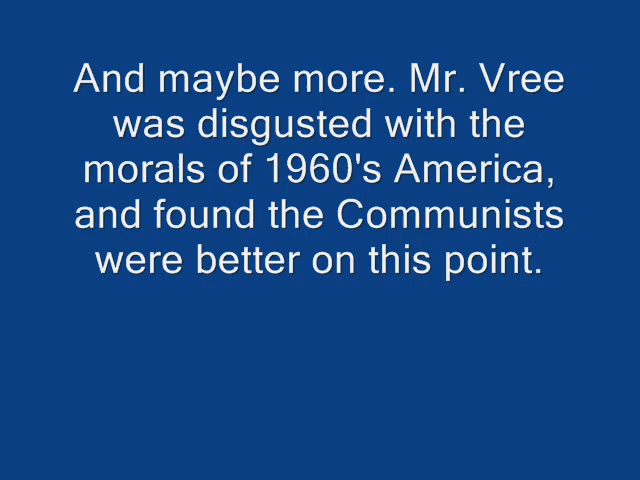 And maybe more. Mr. Vree
was disgusted with the
morals of 1960's America,
and found the Communists
were better on this point.